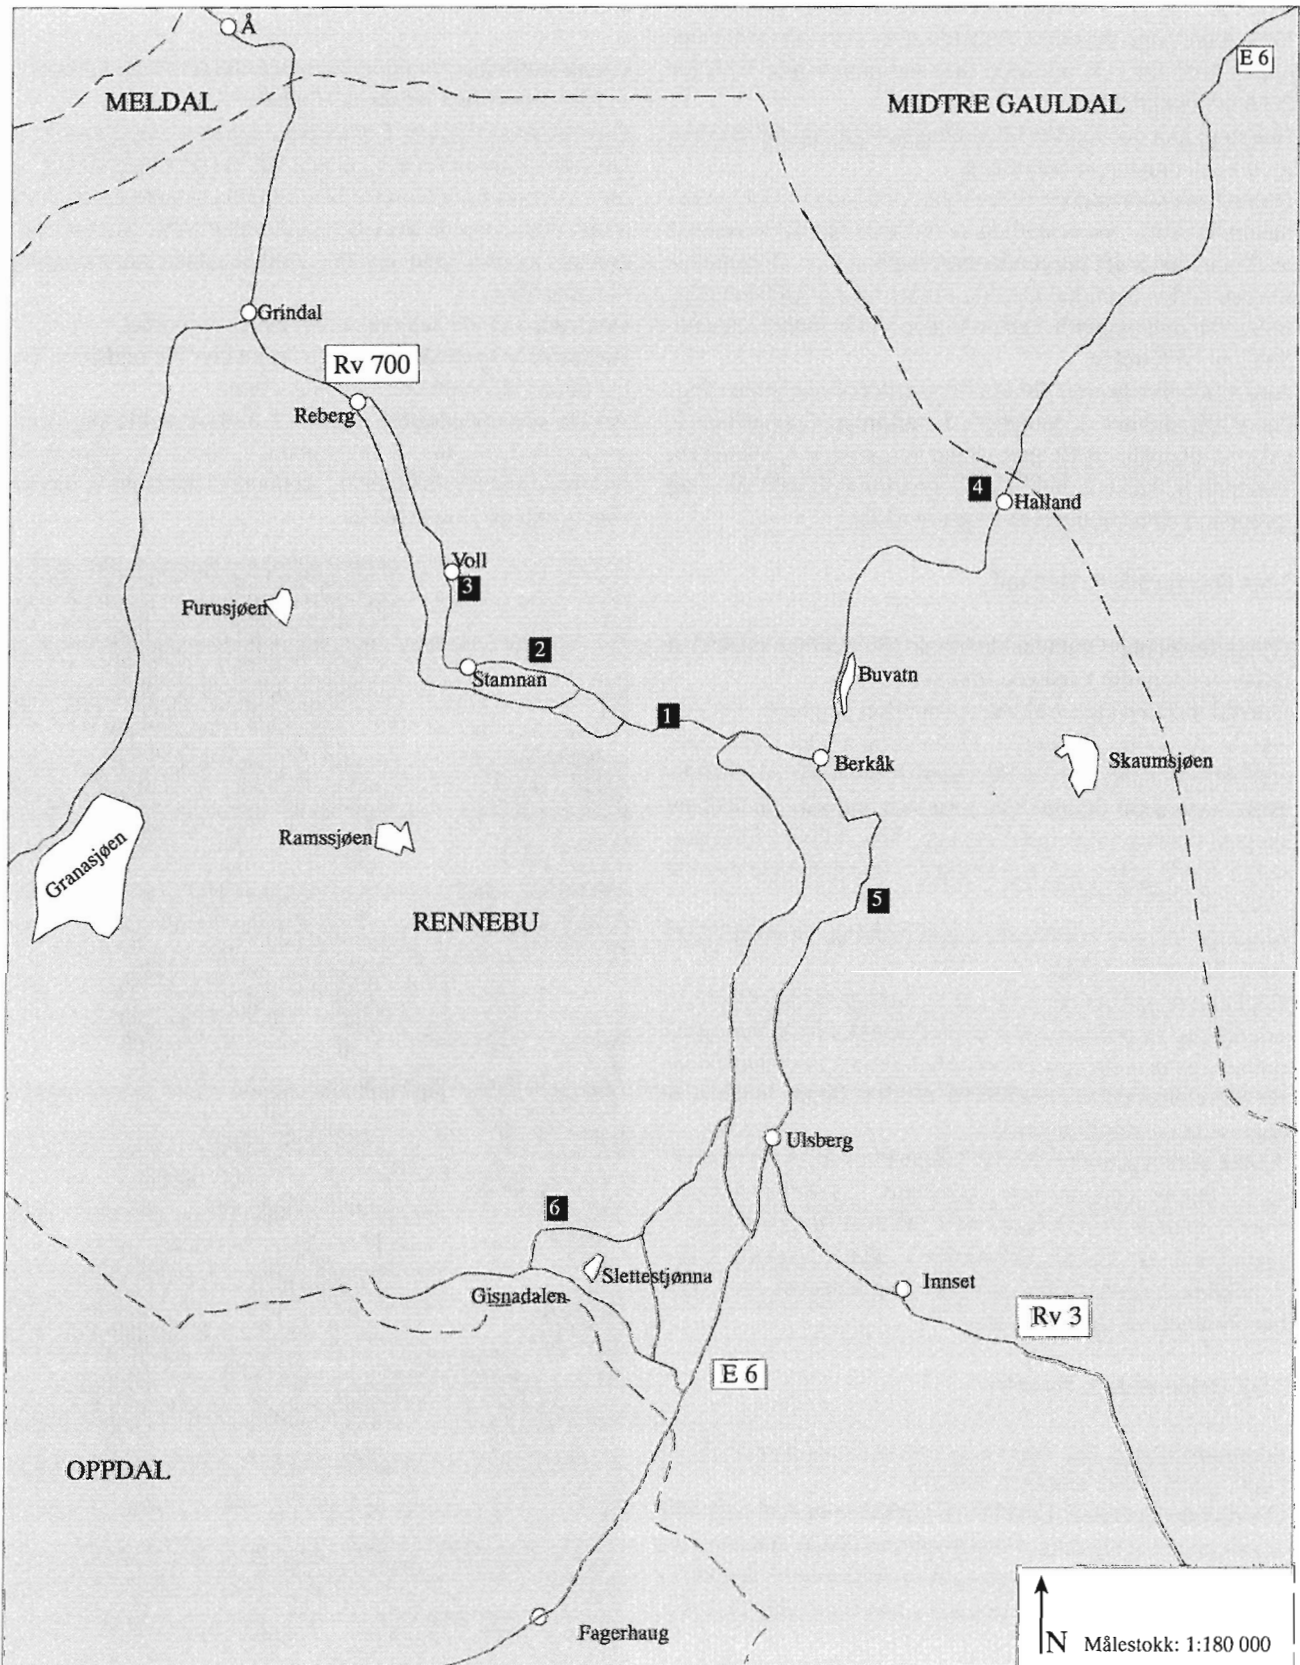 Å
E 6
MELDAL
MIDTRE GAULDAL
Grindal
Rv 700
Reberg
4
Halland
Voll
3
Furusjøen
2
Stamnan
Buvatn
1
Berkåk
Skaumsjøen
Ramssjøen
Granasjøen
5
RENNEBU
Ulsberg
6
Slettestjønna
Innset
Gisnadalen
Rv 3
E 6
OPPDAL
Fagerhaug
N Målestokk: 1:180 000